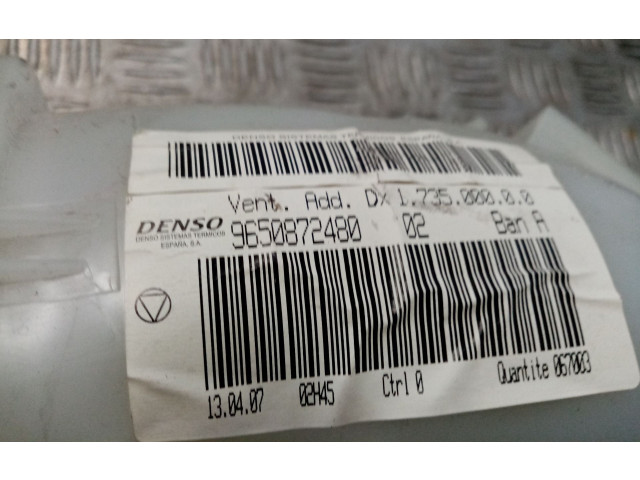 DENSO SISTEMAS TERMICOS ESPAÑA
Vent. Add. Dx 1.735.000.0.0
DENSO 9650872480 02 Ban A
DENSO SISTEMAS TERMICOS
ESPAÑA, S.A.
13.04.07 02H45 Ctrl 0 Quantite 067003